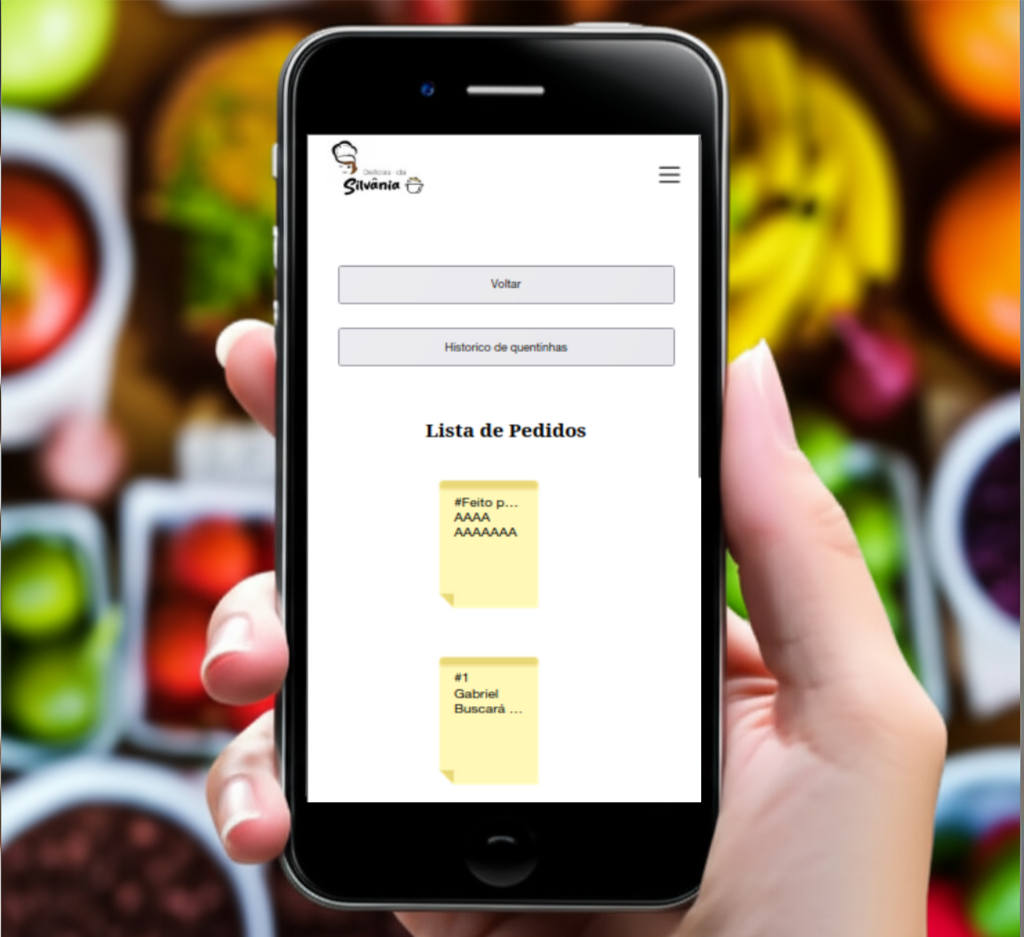 Delícias da
Silvânia
Voltar
Historico de quentinhas
Lista de Pedidos
#Feito p...
AAAA
AAAAAAA
#1
Gabriel
Buscará ...